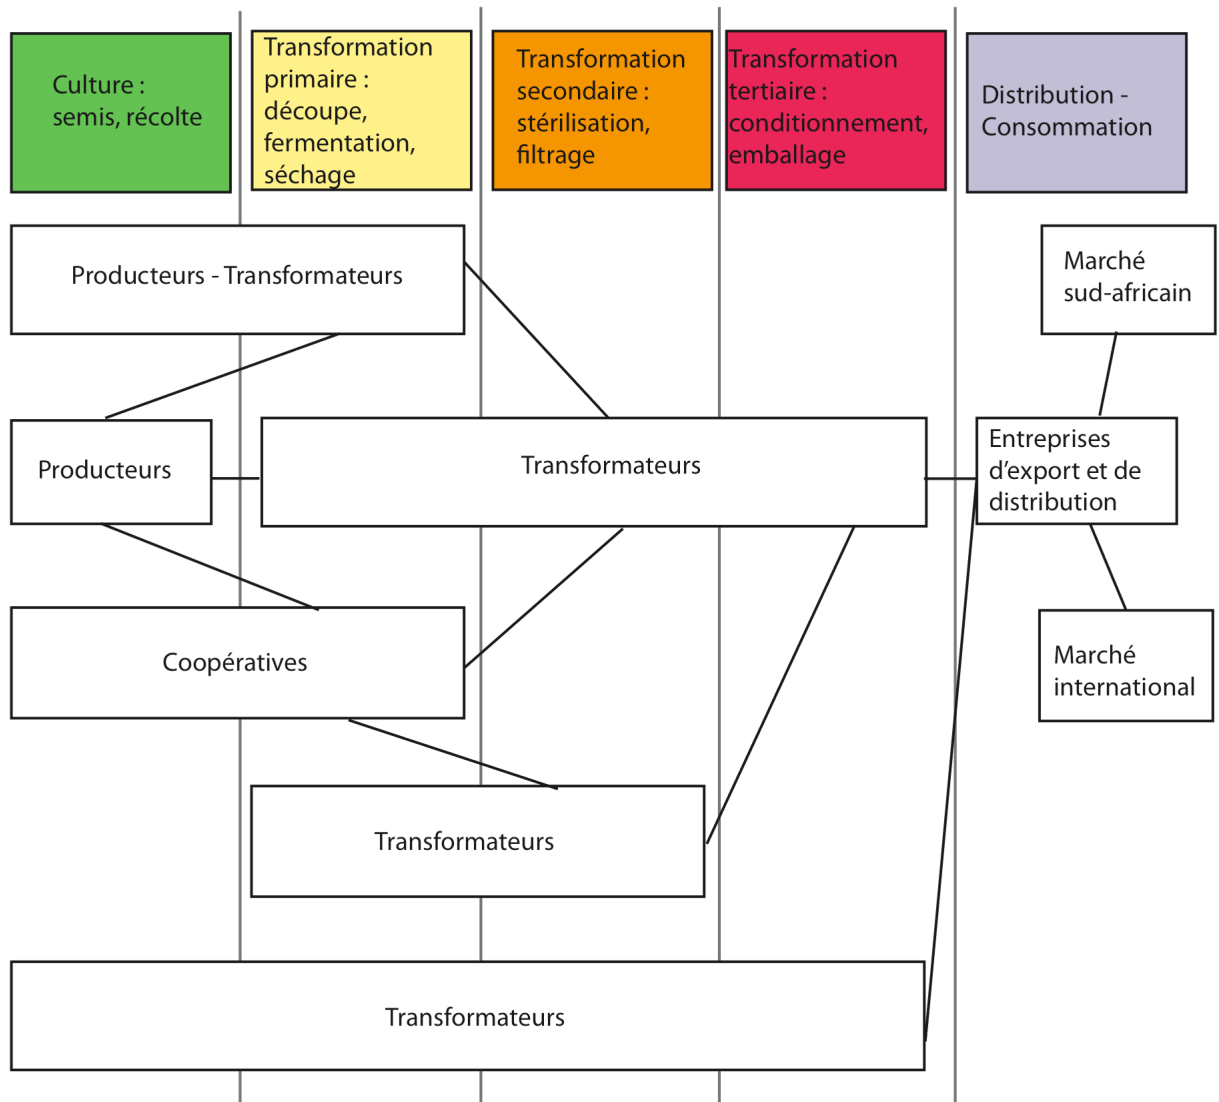 Culture :
semis, récolte
Transformation
primaire :
découpe,
fermentation,
séchage
Transformation
secondaire :
stérilisation,
filtrage
Transformation
tertiaire :
conditionnement,
emballage
Distribution -
Consommation
Producteurs - Transformateurs
Marché
sud-africain
Producteurs
Transformateurs
Entreprises
d’export et de
distribution
Coopératives
Marché
international
Transformateurs
Transformateurs